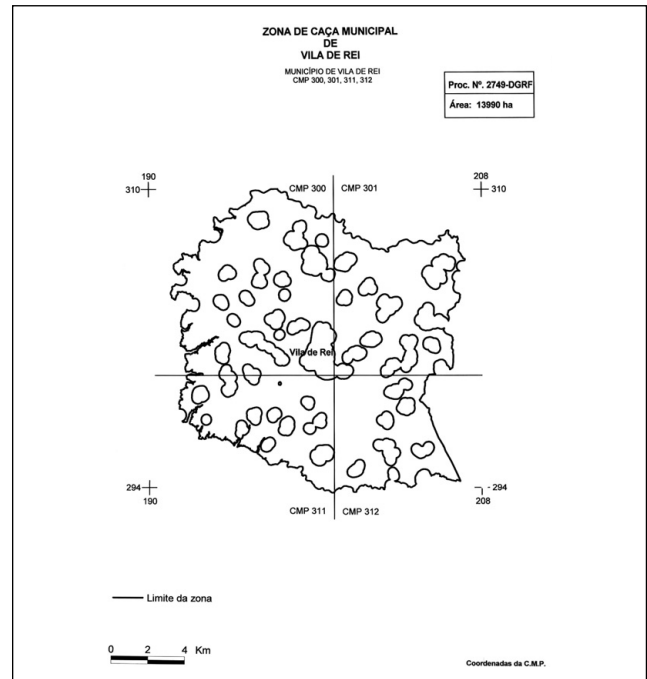 ZONA DE CAÇA MUNICIPAL
DE
VILA DE REI
MUNICÍPIO DE VILA DE REI
CMP 300, 301, 311, 312
Proc. Nº. 2749-DGRF
Área: 13990 ha
190
208
310
CMP 300
CMP 301
310
Vila de Rei
294
294
190
208
CMP 311
CMP 312
Limite da zona
0 2 4 Km
Coordenadas da C.M.P.